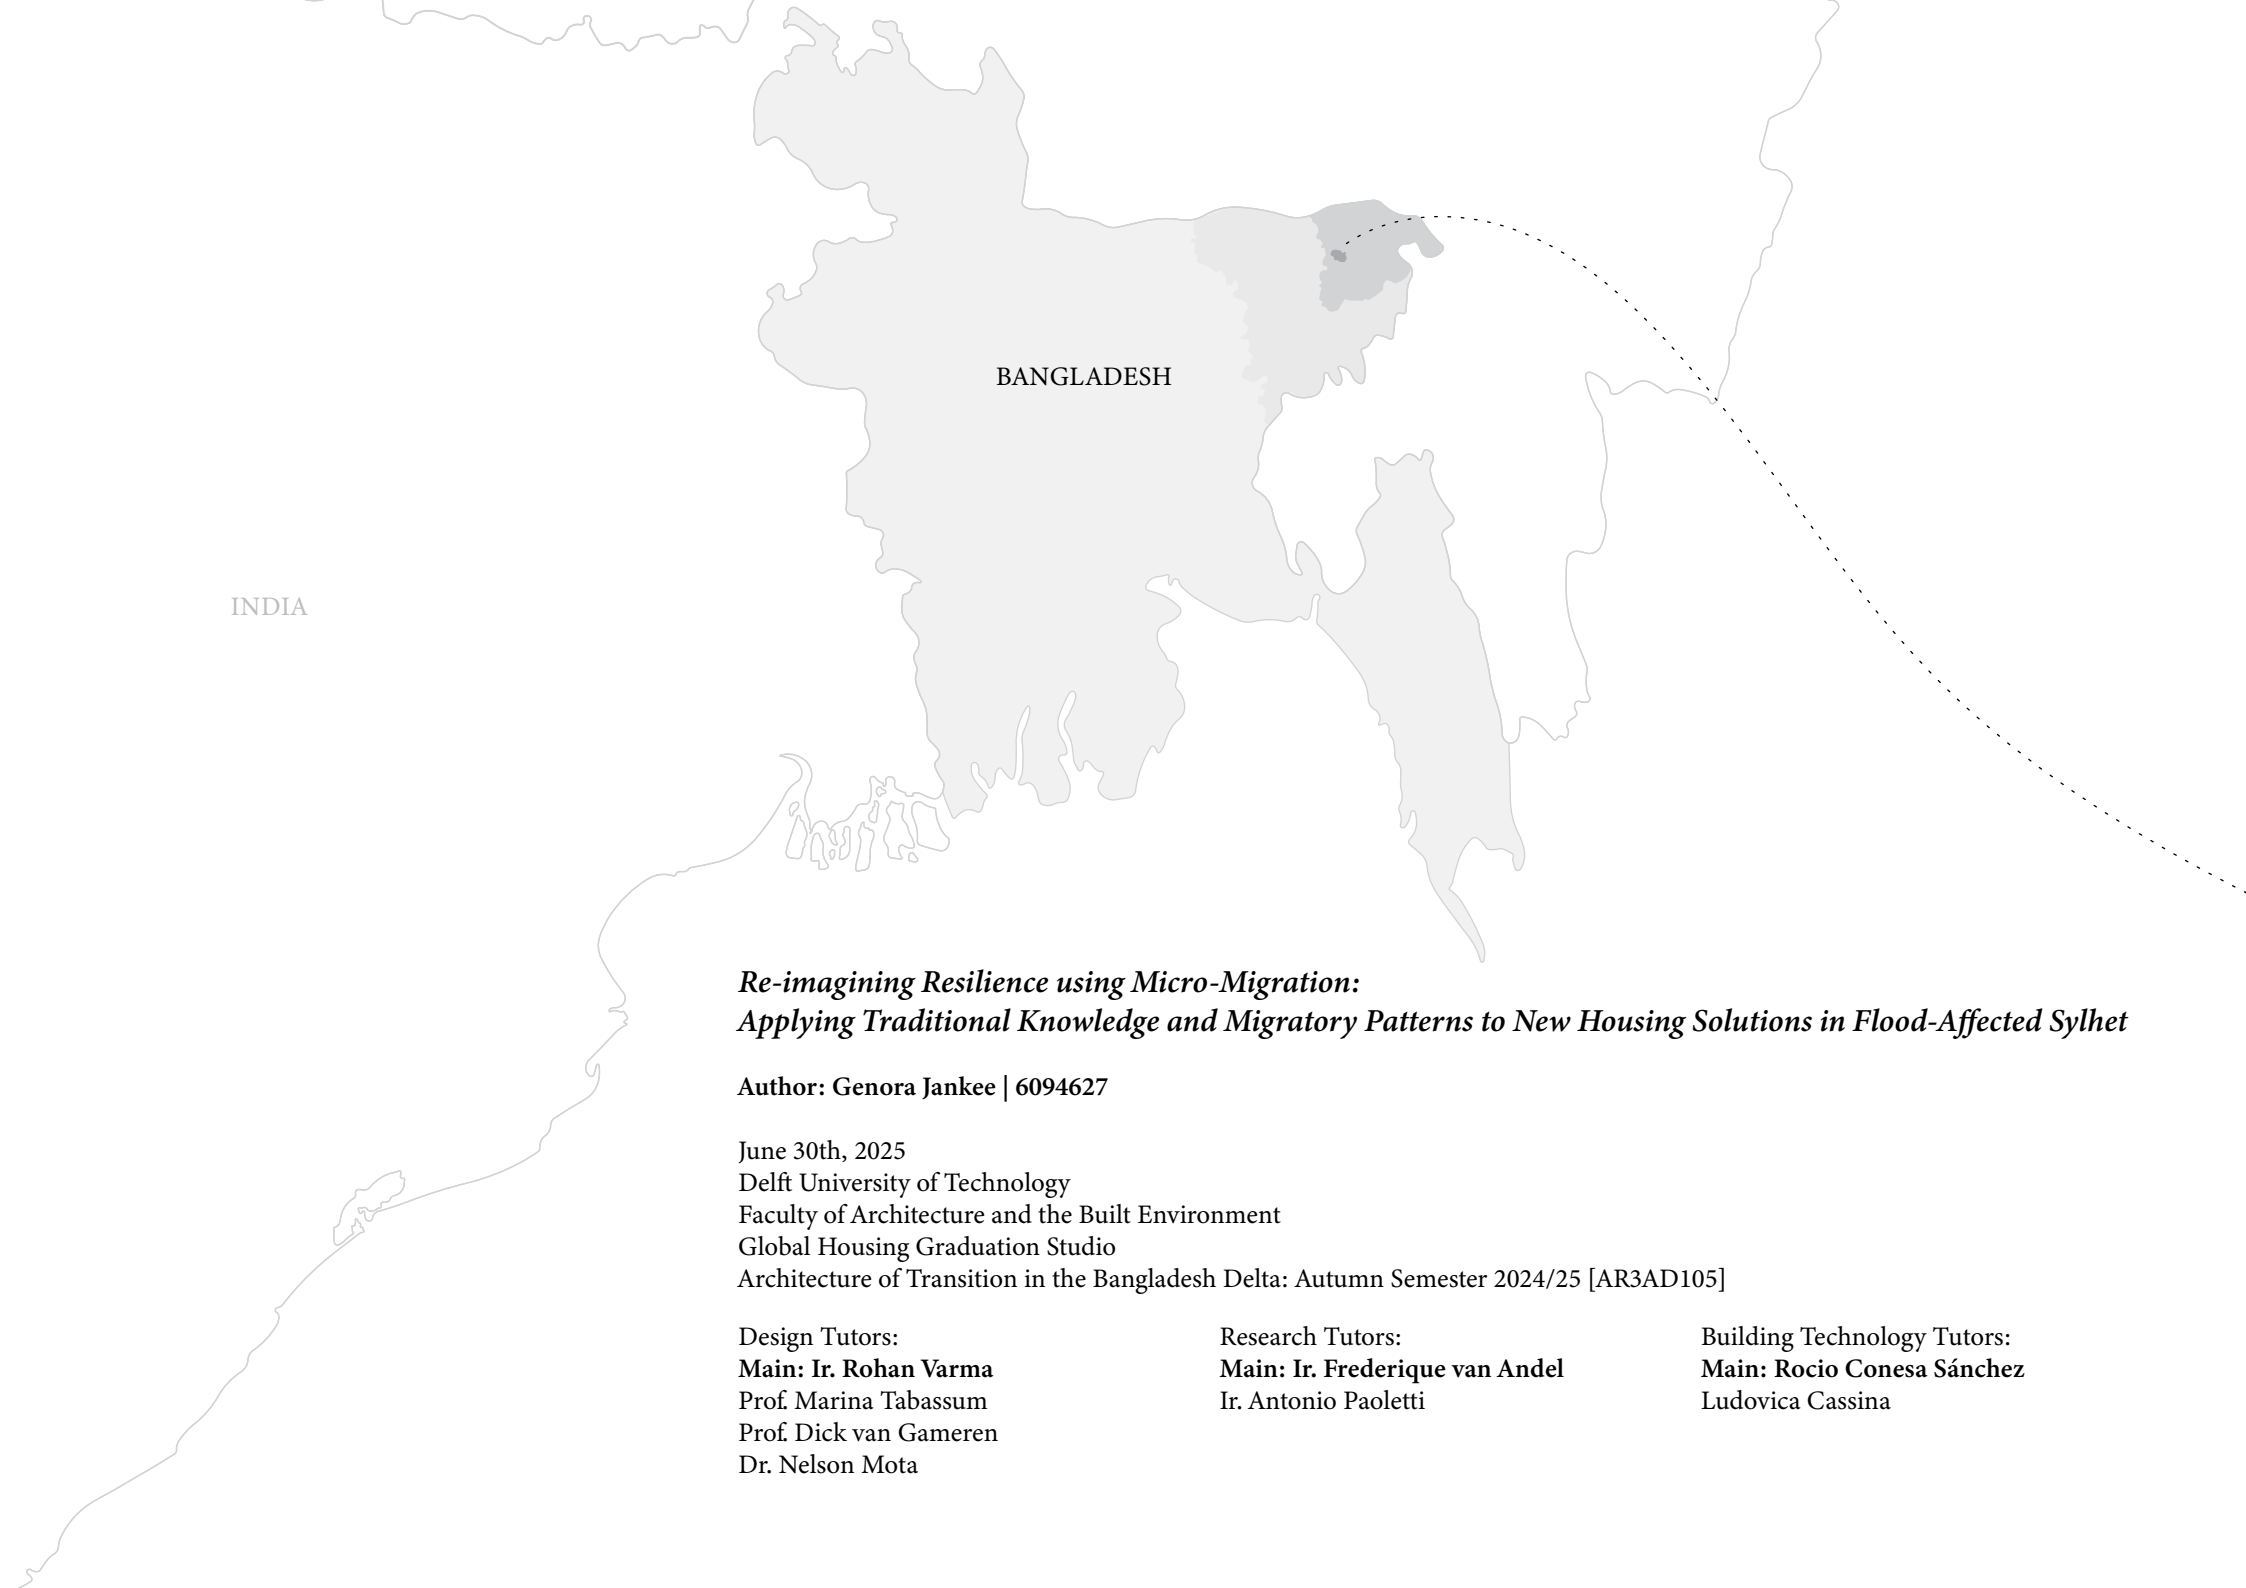 BANGLADESH
INDIA
Re-imagining Resilience using Micro-Migration:
Applying Traditional Knowledge and Migratory Patterns to New Housing Solutions in Flood-Affected Sylhet
Author: Genora Jankee | 6094627
June 30th, 2025
Delft University of Technology
Faculty of Architecture and the Built Environment
Global Housing Graduation Studio
Architecture of Transition in the Bangladesh Delta: Autumn Semester 2024/25 [AR3AD105]
Design Tutors:
Main: Ir. Rohan Varma
Prof. Marina Tabassum
Prof. Dick van Gameren
Dr. Nelson Mota
Research Tutors:
Main: Ir. Frederique van Andel
Ir. Antonio Paoletti
Building Technology Tutors:
Main: Rocio Conesa Sánchez
Ludovica Cassina